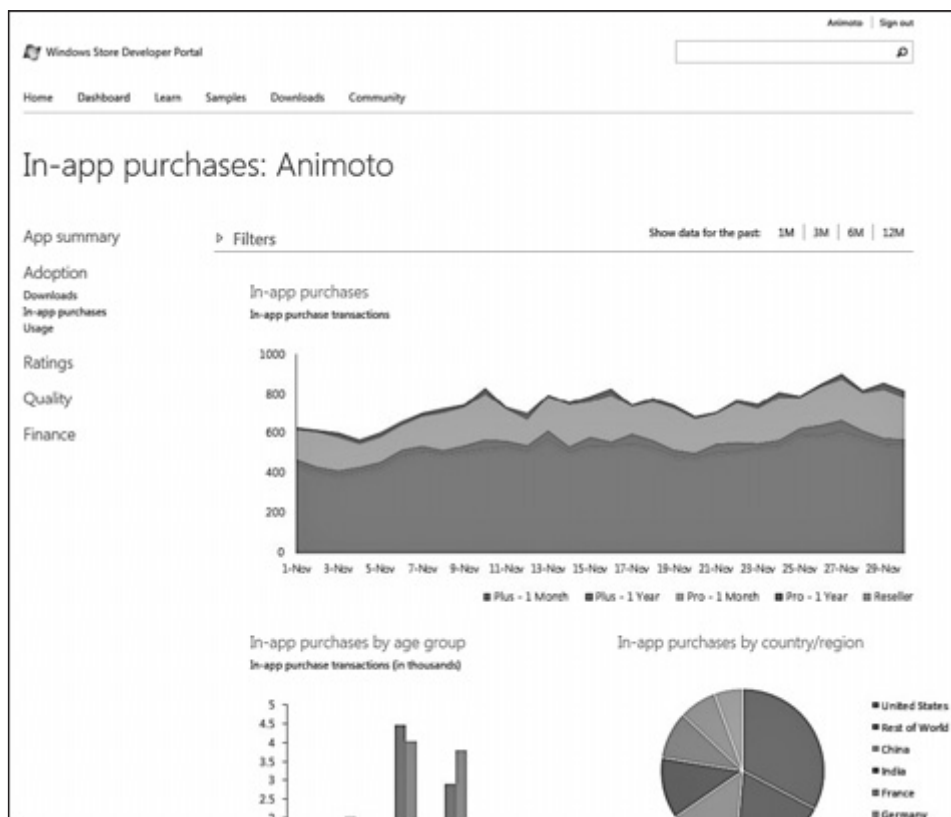 Animoto | Sign out
Windows Store Developer Portal
Home Dashboard Learn Samples Downloads Community
In-app purchases: Animoto
App summary
Adoption
Downloads
In-app purchases
Usage
Ratings
Quality
Finance
Filters
Show data for the past: 1M | 3M | 6M | 12M
In-app purchases
In-app purchase transactions
1000
800
600
400
200
0
1-Nov 3-Nov 5-Nov 7-Nov 9-Nov 11-Nov 13-Nov 15-Nov 17-Nov 19-Nov 21-Nov 23-Nov 25-Nov 27-Nov 29-Nov
Plus - 1 Month Plus - 1 Year Pro - 1 Month Pro - 1 Year Reseller
In-app purchases by age group
In-app purchase transactions (in thousands)
5
4.5
4
3.5
3
2.5
2
In-app purchases by country/region
United States
Rest of World
China
India
France
Germany